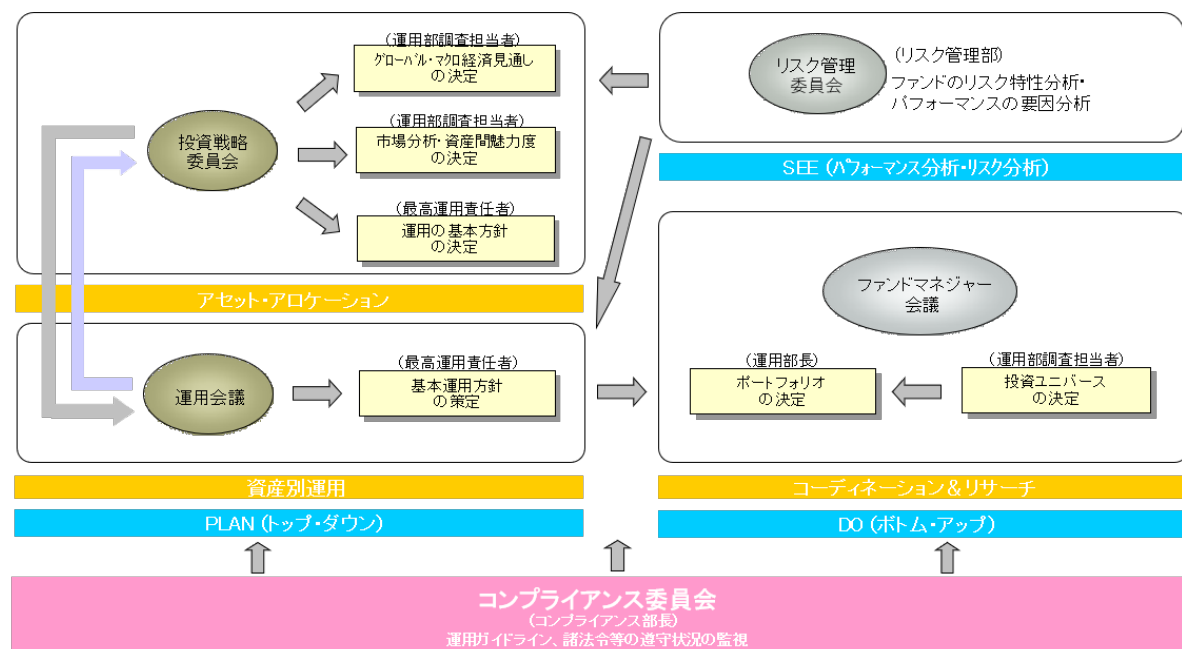 (運用部調査担当者)
グローバル・マクロ経済見通し
の決定
投資戦略
委員会
(運用部調査担当者)
市場分析・資産間魅力度
の決定
(最高運用責任者)
運用の基本方針
の決定
アセット・アロケーション
運用会議
(最高運用責任者)
基本運用方針
の策定
資産別運用
PLAN (トップ・ダウン)
リスク管理
委員会
(リスク管理部)
ファンドのリスク特性分析・
パフォーマンスの要因分析
SEE (パフォーマンス分析・リスク分析)
ファンドマネジャー
会議
(運用部長)
ポートフォリオ
の決定
(運用部調査担当者)
投資ユニバース
の決定
コーディネーション&リサーチ
DO (ボトム・アップ)
コンプライアンス委員会
(コンプライアンス部長)
運用ガイドライン、諸法令等の遵守状況の監視